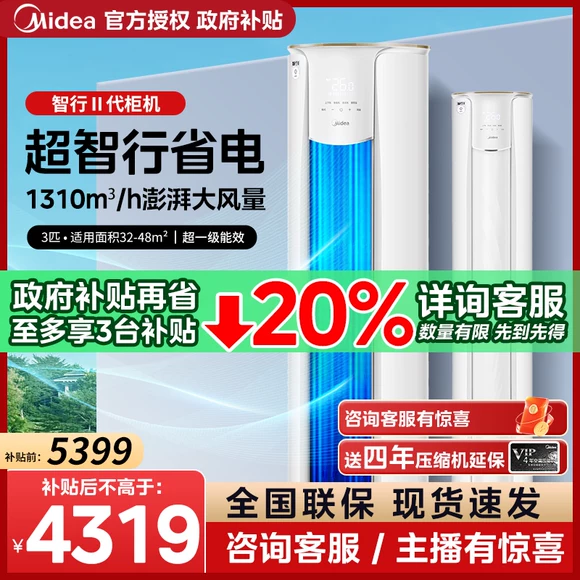 Midea 官方授权 政府补贴
智行II代柜机
超智行省电
1310m³/h澎湃大风量
3匹·适用面积32-48m² | 超一级能效
26.0
Midea
政府补贴再省
至多享3台补贴
↓20%
详询客服
数量有限 先到先得
咨询客服有惊喜
送四年压缩机延保
Midea
VIP
补贴前: 5399
补贴后不高于:
¥4319
全国联保 现货速发
咨询客服 / 主播有惊喜